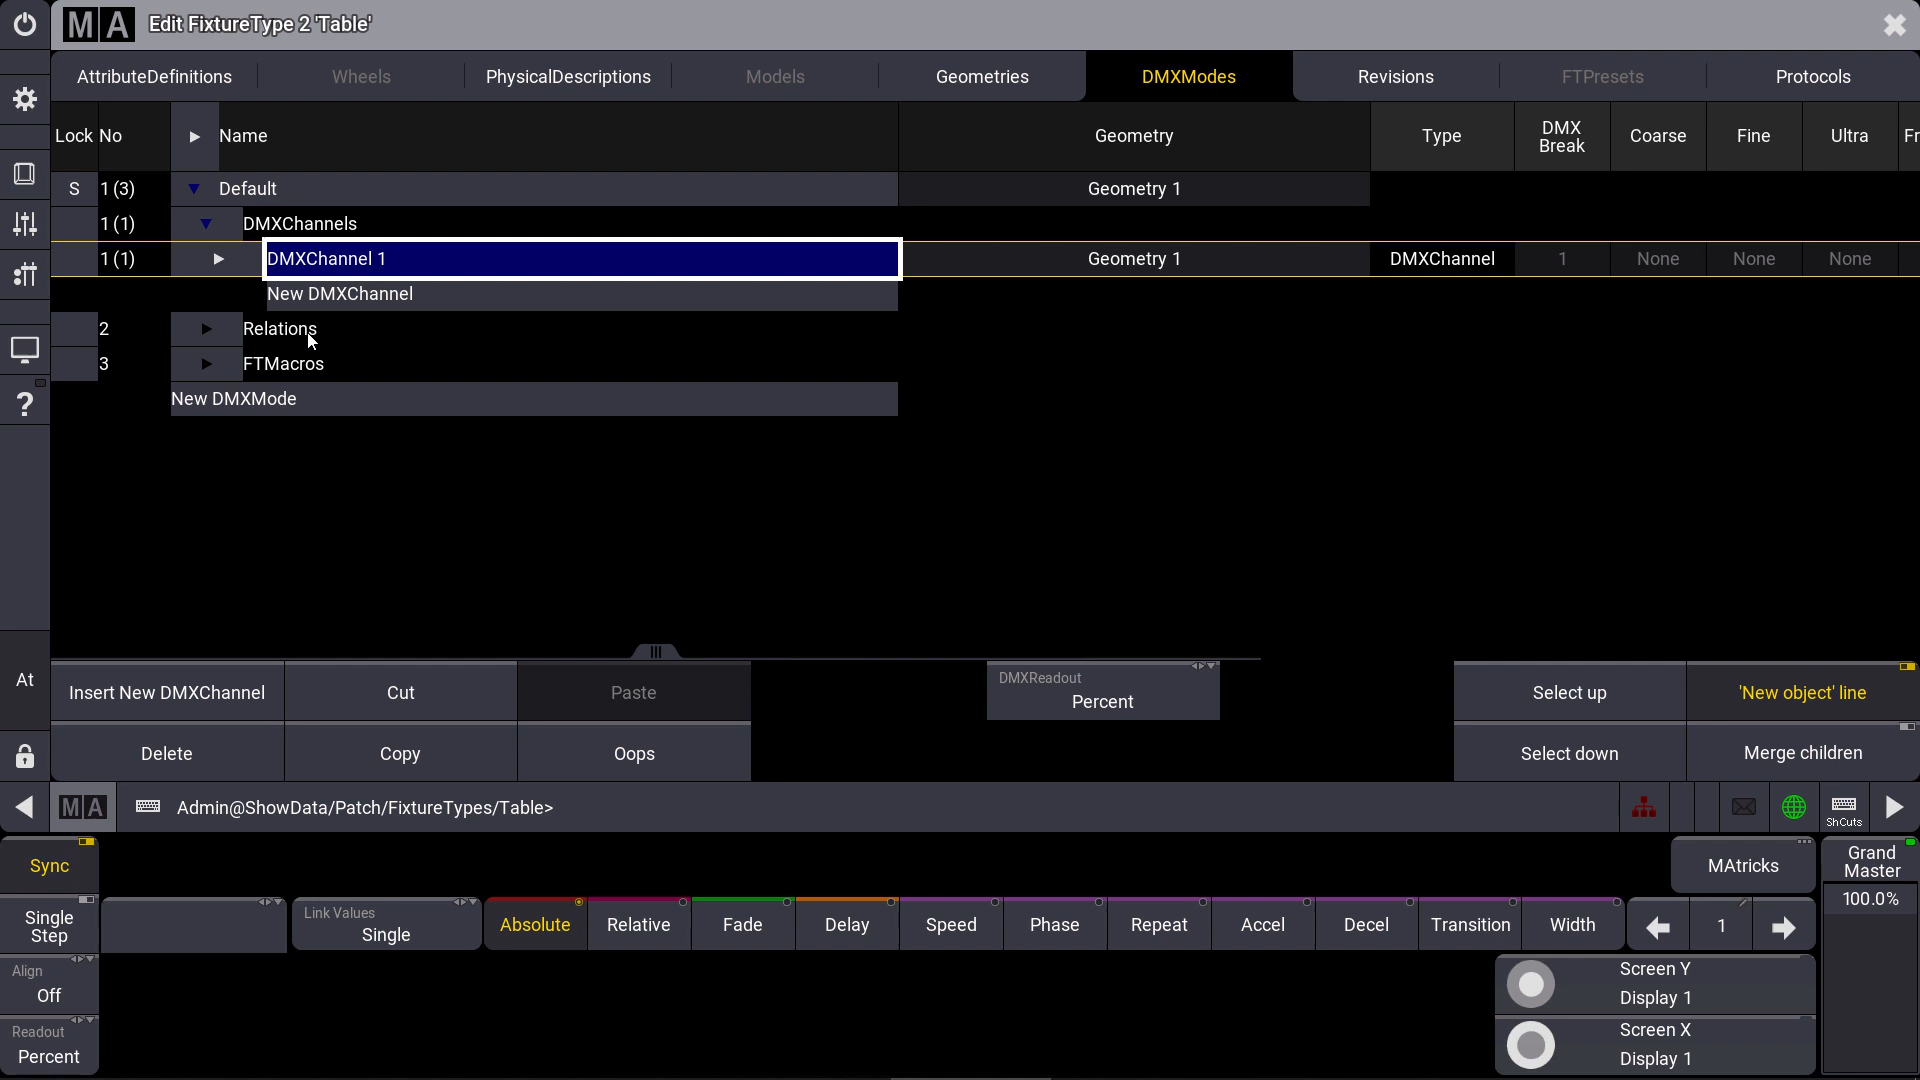 MA Edit FixtureType 2 'Table'
AttributeDefinitions Wheels PhysicalDescriptions Models Geometries DMXModes Revisions FTPresets Protocols
Lock No Name Geometry Type DMX Break Coarse Fine Ultra Fr
S 1 (3) Default Geometry 1
1 (1) DMXChannels
1 (1) DMXChannel 1 Geometry 1 DMXChannel 1 None None None
New DMXChannel
2 Relations
3 FTMacros
New DMXMode
Insert New DMXChannel Cut Paste DMXReadout Percent Select up 'New object' line
At
Delete Copy Oops Select down Merge children
MA Admin@ShowData/Patch/FixtureTypes/Table> ShCuts
Sync MAtricks Grand Master
100.0%
Single Step Link Values Single Absolute Relative Fade Delay Speed Phase Repeat Accel Decel Transition Width 1
Align Off Screen Y Display 1
Readout Percent Screen X Display 1